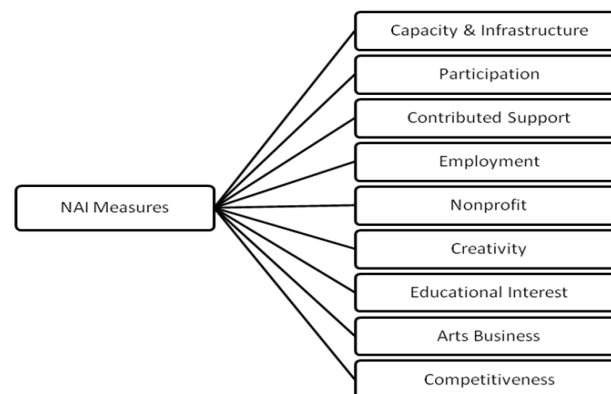 Capacity & Infrastructure
Participation
Contributed Support
Employment
NAI Measures
Nonprofit
Creativity
Educational Interest
Arts Business
Competitiveness